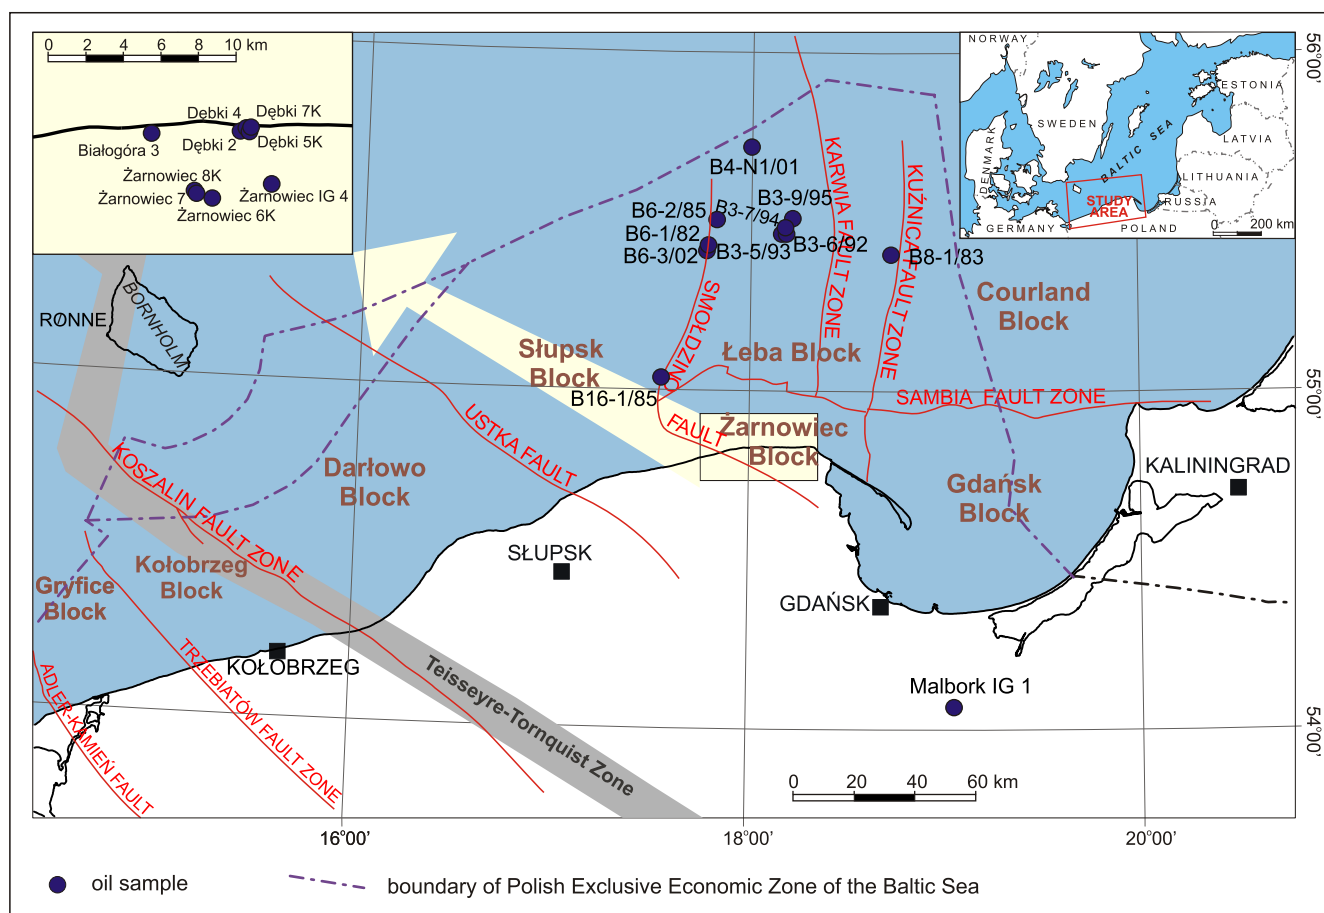 0 2 4 6 8 10 km
Dębki 4
Dębki 7K
Białogóra 3
Dębki 2
Dębki 5K
Żarnowiec 8K
Żarnowiec 7
Żarnowiec IG 4
Żarnowiec 6K
NORWAY
SWEDEN
ESTONIA
LATVIA
LITHUANIA
RUSSIA
DENMARK
BALTIC SEA
STUDY
AREA
GERMANY
POLAND
0 200 km
56°00'
55°00'
54°00'
B4-N1/01
B6-2/85
B3-7/94
B3-9/95
B6-1/82
B6-3/02
B3-5/93
B3-6/92
B8-1/83
B16-1/85
KARWIA FAULT ZONE
KUŹNICA FAULT ZONE
SMOŁDZINO
FAULT
SAMBIA FAULT ZONE
USTKA FAULT
KOSZALIN FAULT ZONE
TRZEBIATÓW FAULT ZONE
ADLER-KAMIEŃ FAULT
Teisseyre-Tornquist Zone
RØNNE
BORNHOLM
Courland
Block
Słupsk
Block
Łeba Block
Żarnowiec
Block
Darłowo
Block
Gdańsk
Block
Kołobrzeg
Block
Gryfice
Block
KALININGRAD
SŁUPSK
GDAŃSK
KOŁOBRZEG
Malbork IG 1
0 20 40 60 km
16°00' 18°00' 20°00'
oil sample
boundary of Polish Exclusive Economic Zone of the Baltic Sea